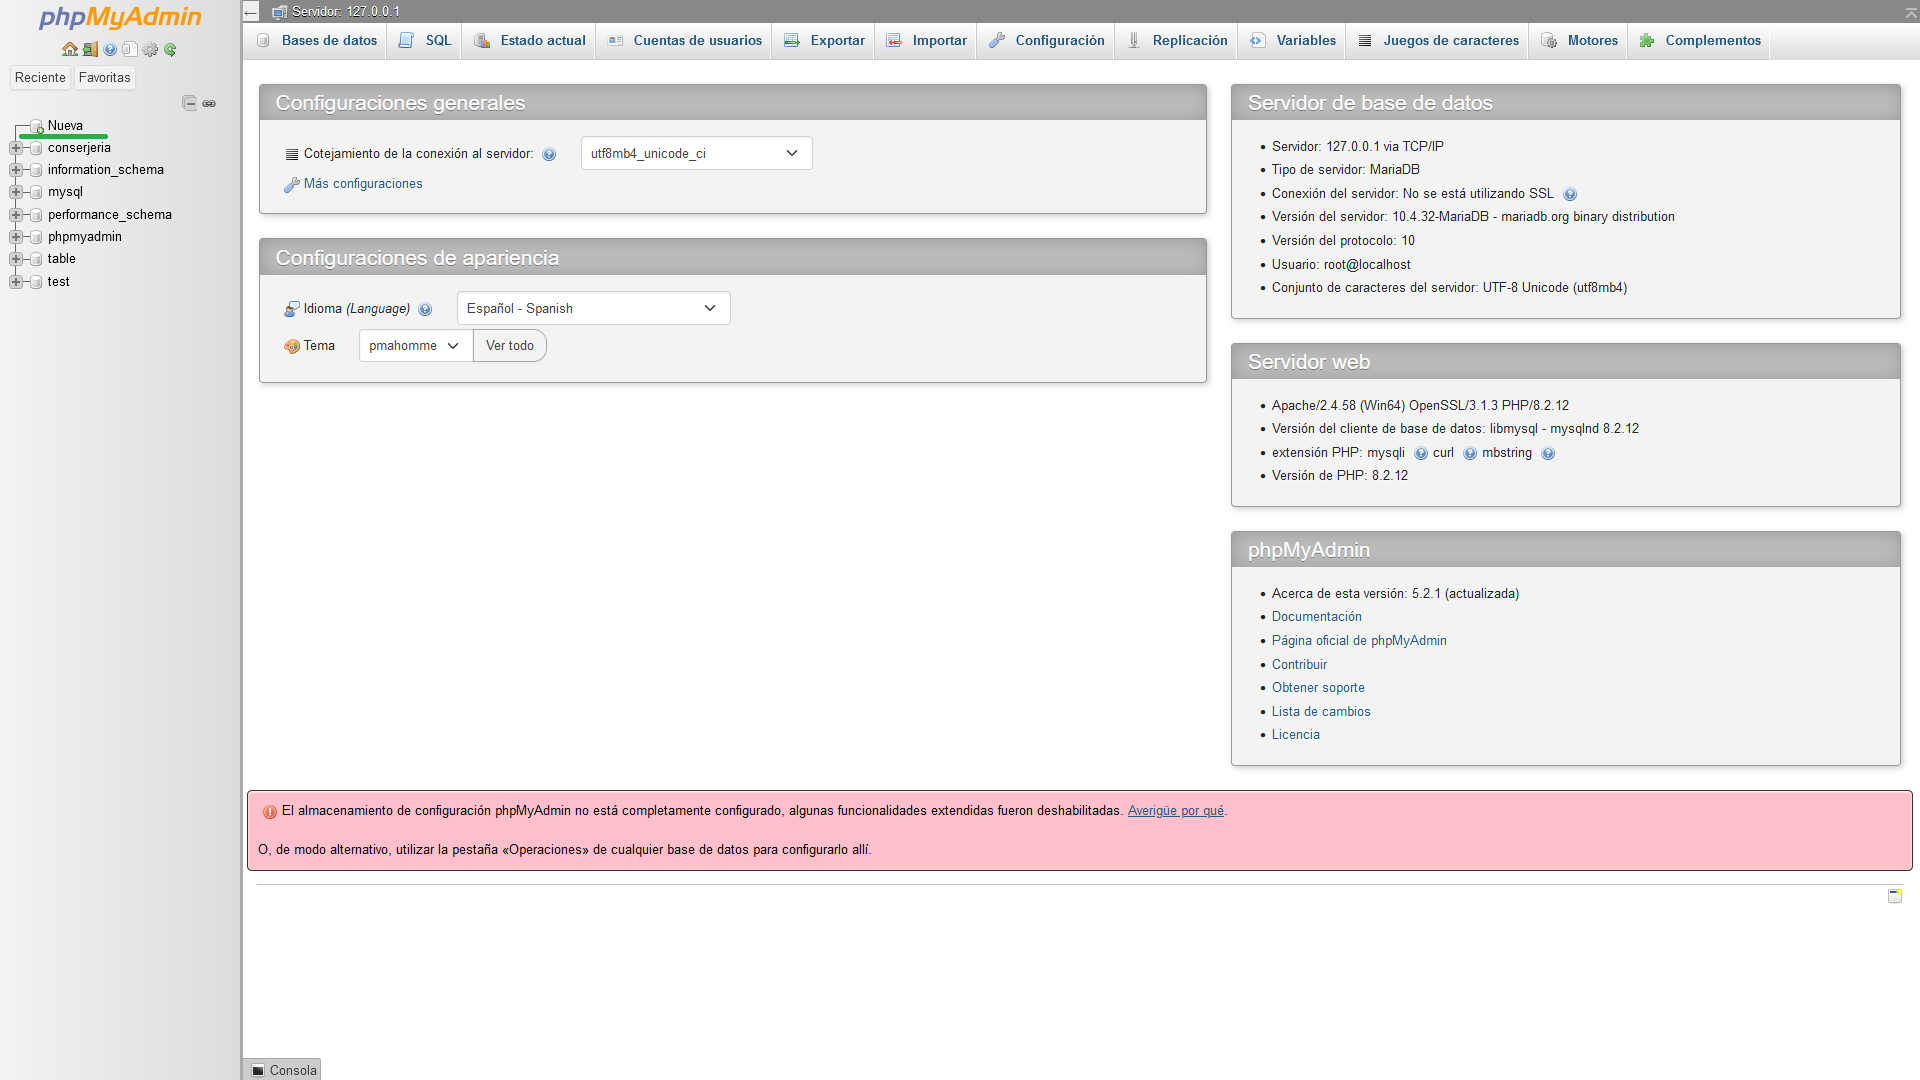 phpMyAdmin
Reciente Favoritas
Nueva
conserjeria
information_schema
mysql
performance_schema
phpmyadmin
table
test
Servidor: 127.0.0.1
Bases de datos SQL Estado actual Cuentas de usuarios Exportar Importar Configuración Replicación Variables Juegos de caracteres Motores Complementos
Configuraciones generales
Cotejamiento de la conexión al servidor: utf8mb4_unicode_ci
Más configuraciones
Configuraciones de apariencia
Idioma (Language) Español - Spanish
Tema pmahomme Ver todo
Servidor de base de datos
• Servidor: 127.0.0.1 via TCP/IP
• Tipo de servidor: MariaDB
• Conexión del servidor: No se está utilizando SSL
• Versión del servidor: 10.4.32-MariaDB - mariadb.org binary distribution
• Versión del protocolo: 10
• Usuario: root@localhost
• Conjunto de caracteres del servidor: UTF-8 Unicode (utf8mb4)
Servidor web
• Apache/2.4.58 (Win64) OpenSSL/3.1.3 PHP/8.2.12
• Versión del cliente de base de datos: libmysql - mysqlnd 8.2.12
• extensión PHP: mysqli curl mbstring
• Versión de PHP: 8.2.12
phpMyAdmin
• Acerca de esta versión: 5.2.1 (actualizada)
• Documentación
• Página oficial de phpMyAdmin
• Contribuir
• Obtener soporte
• Lista de cambios
• Licencia
El almacenamiento de configuración phpMyAdmin no está completamente configurado, algunas funcionalidades extendidas fueron deshabilitadas. Averigüe por qué.
O, de modo alternativo, utilizar la pestaña «Operaciones» de cualquier base de datos para configurarlo allí.
Consola